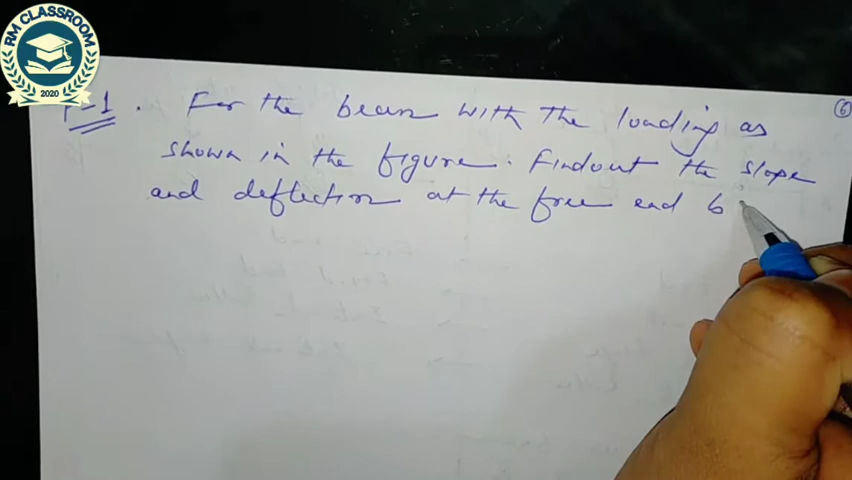 RM CLASSROOM
2020
P-1. For the beam with the loading as
shown in the figure. Findout the slope
and deflection at the free end b
6